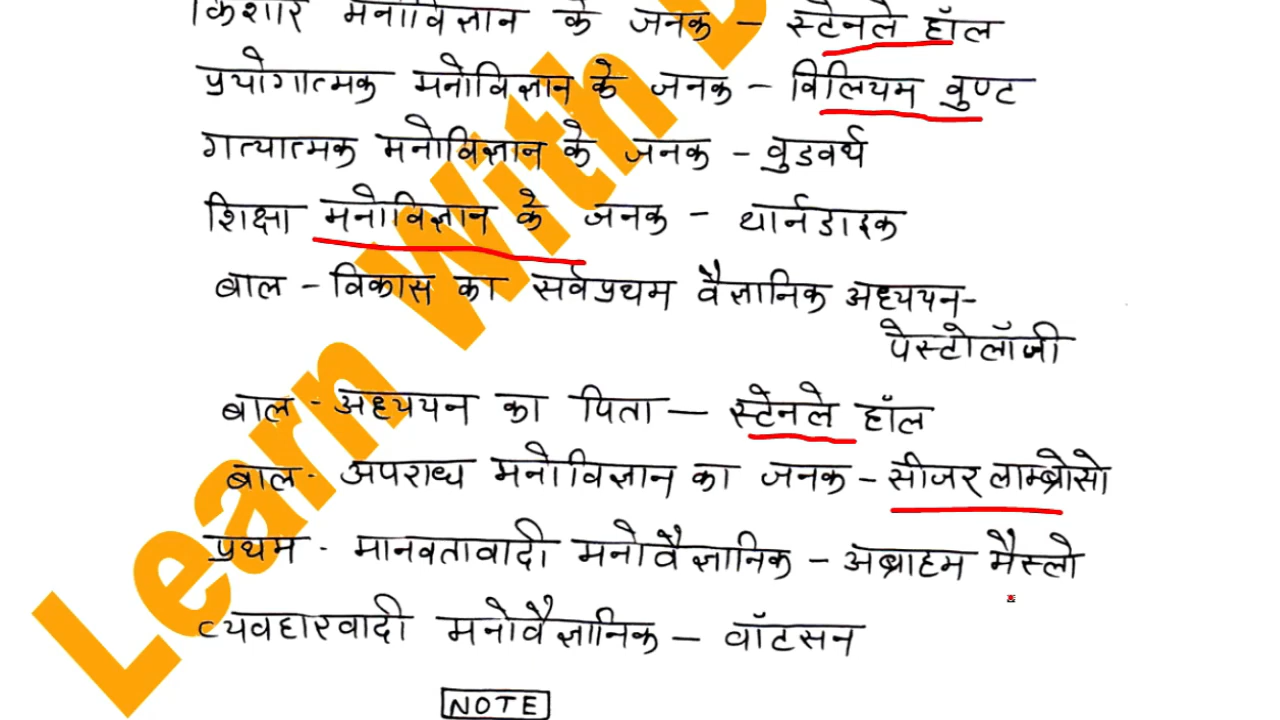 किशोर मनोविज्ञान के जनक - स्टेनले हॉल
प्रयोगात्मक मनोविज्ञान के जनक - विलियम वुण्ट
गत्यात्मक मनोविज्ञान के जनक - वुडवर्थ
शिक्षा मनोविज्ञान के जनक - थार्नडाइक
बाल - विकास का सर्वप्रथम वैज्ञानिक अध्ययन-
पेस्टोलॉजी
बाल - अध्ययन का पिता — स्टेनले हॉल
बाल - अपराध मनोविज्ञान का जनक - सीजर लाम्ब्रोसो
प्रथम - मानवतावादी मनोवैज्ञानिक - अब्राहम मैस्लो
व्यवहारवादी मनोवैज्ञानिक - वॉटसन
NOTE
Learn With